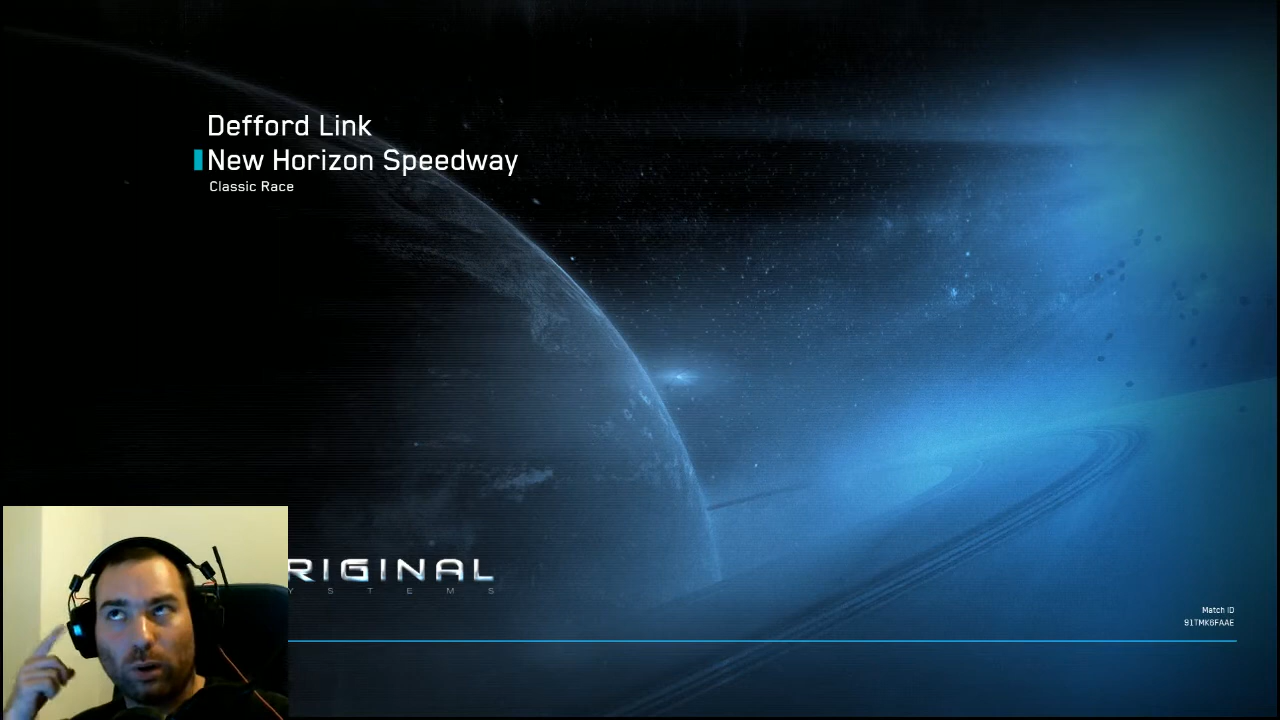 Defford Link
New Horizon Speedway
Classic Race
RIGINAL
Y S T E M S
Match ID
91TMK6FAAE